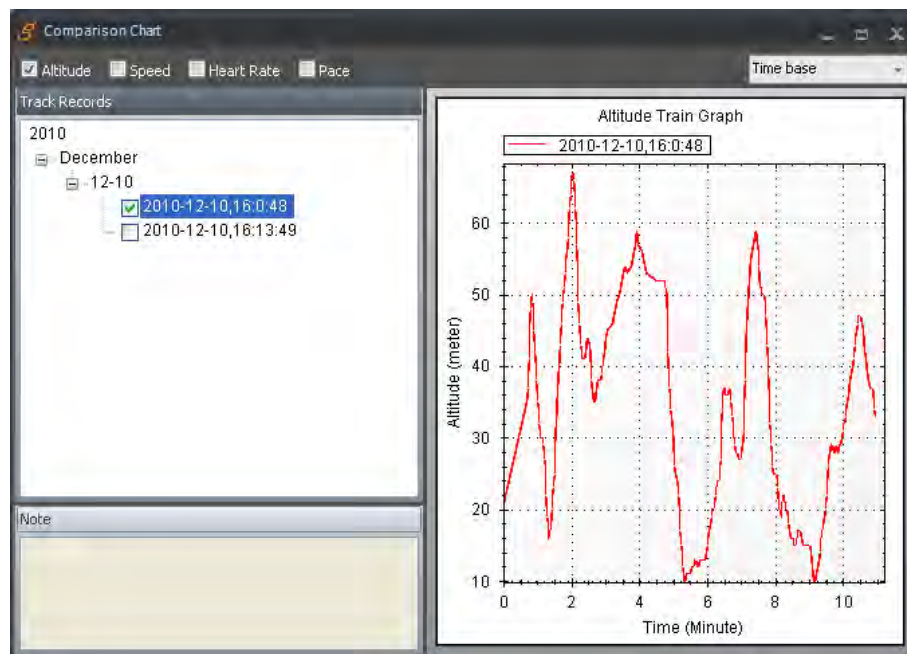 Comparison Chart
Altitude Speed Heart Rate Pace Time base
Track Records
2010
December
12-10
2010-12-10,16:0:48
2010-12-10,16:13:49
Note
Altitude Train Graph
2010-12-10,16:0:48
Altitude (meter)
60
50
40
30
20
10
0 2 4 6 8 10
Time (Minute)